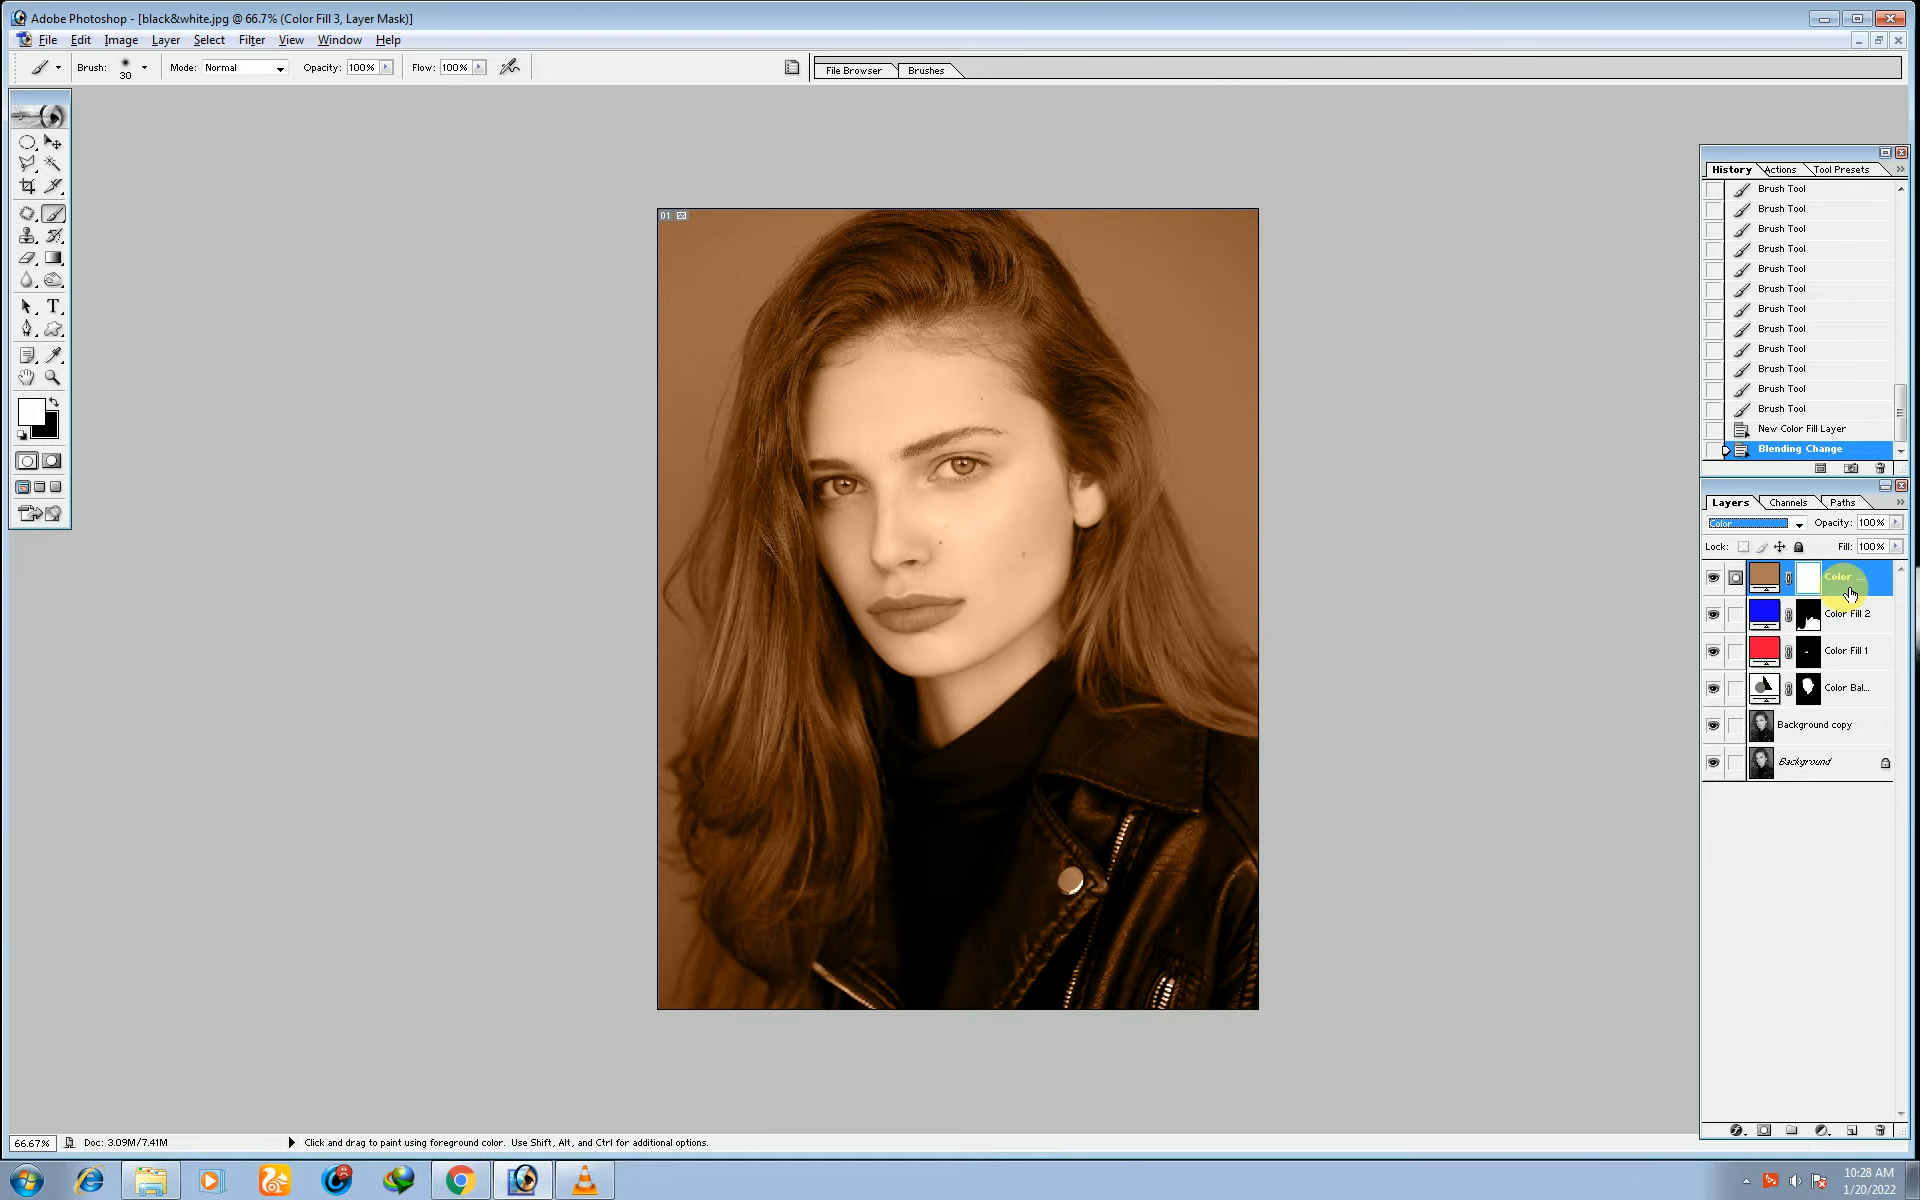 Adobe Photoshop - [black&white.jpg @ 66.7% (Color Fill 3, Layer Mask)]
File Edit Image Layer Select Filter View Window Help
Brush: 30 Mode: Normal Opacity: 100% Flow: 100% File Browser Brushes
01
History Actions Tool Presets
Brush Tool
Brush Tool
Brush Tool
Brush Tool
Brush Tool
Brush Tool
Brush Tool
Brush Tool
Brush Tool
Brush Tool
Brush Tool
Brush Tool
New Color Fill Layer
Blending Change
Layers Channels Paths
Color Opacity: 100%
Lock: Fill: 100%
Color ...
Color Fill 2
Color Fill 1
Color Bal...
Background copy
Background
66.67% Doc: 3.09M/7.41M Click and drag to paint using foreground color. Use Shift, Alt, and Ctrl for additional options.
10:28 AM
1/20/2022